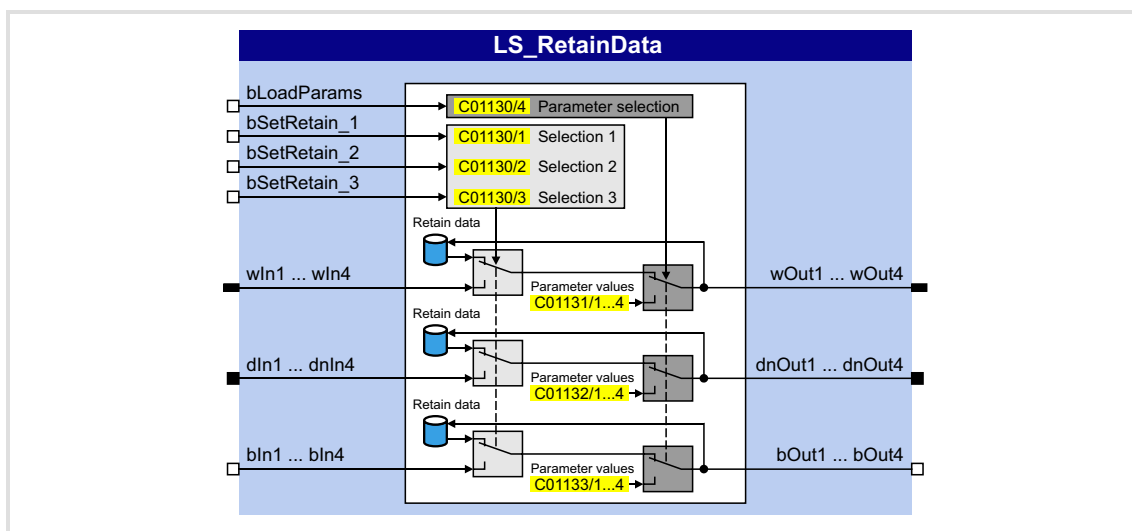 LS_RetainData
bLoadParams
C01130/4 Parameter selection
bSetRetain_1
C01130/1 Selection 1
bSetRetain_2
C01130/2 Selection 2
bSetRetain_3
C01130/3 Selection 3
Retain data
wIn1 ... wIn4
Parameter values
C01131/1...4
wOut1 ... wOut4
Retain data
dIn1 ... dnIn4
Parameter values
C01132/1...4
dnOut1 ... dnOut4
Retain data
bIn1 ... bIn4
Parameter values
C01133/1...4
bOut1 ... bOut4